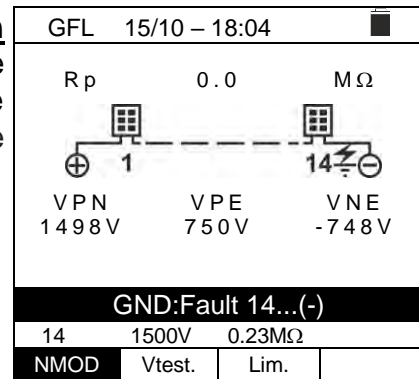 GFL 15/10 – 18:04
Rp 0.0 MΩ
1 14
VPN VPE VNE
1498V 750V -748V
GND:Fault 14...(-)
14 1500V 0.23MΩ
NMOD Vtest. Lim.